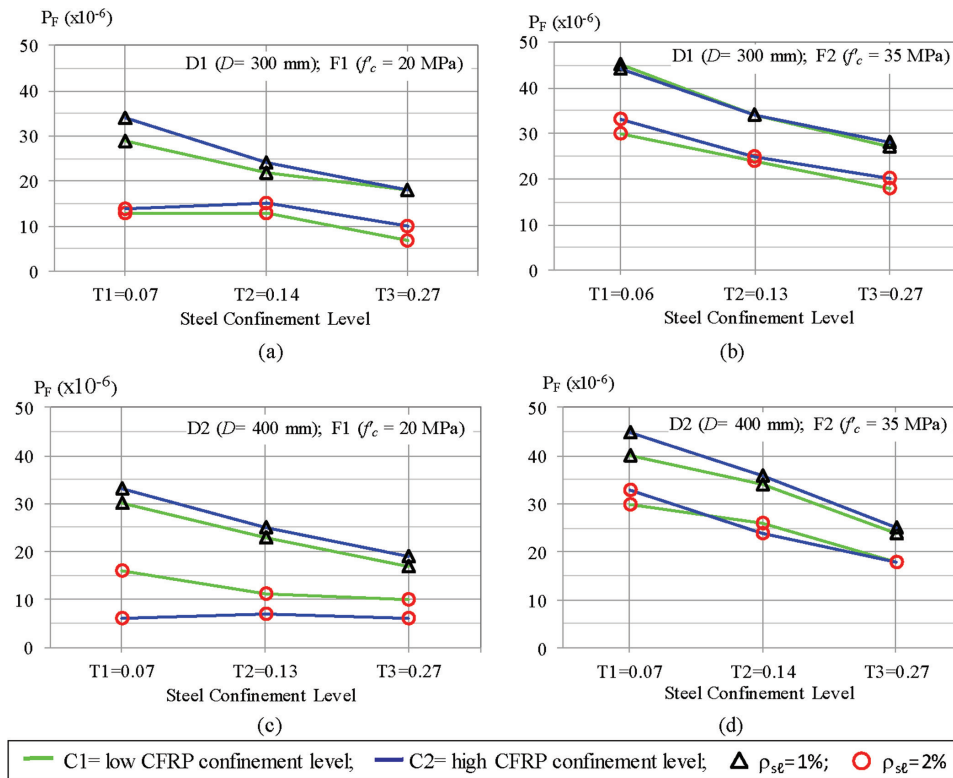 P_F (x10⁻⁶)
D1 (D= 300 mm); F1 (f'c = 20 MPa)
50
40
30
20
10
0
T1=0.07 T2=0.14 T3=0.27
Steel Confinement Level
(a)
P_F (x10⁻⁶)
D1 (D= 300 mm); F2 (f'c = 35 MPa)
50
40
30
20
10
0
T1=0.06 T2=0.13 T3=0.27
Steel Confinement Level
(b)
P_F (x10⁻⁶)
D2 (D= 400 mm); F1 (f'c = 20 MPa)
50
40
30
20
10
0
T1=0.07 T2=0.13 T3=0.27
Steel Confinement Level
(c)
P_F (x10⁻⁶)
D2 (D= 400 mm); F2 (f'c = 35 MPa)
50
40
30
20
10
0
T1=0.07 T2=0.14 T3=0.27
Steel Confinement Level
(d)
C1= low CFRP confinement level; C2= high CFRP confinement level; ρsℓ=1%; ρsℓ=2%